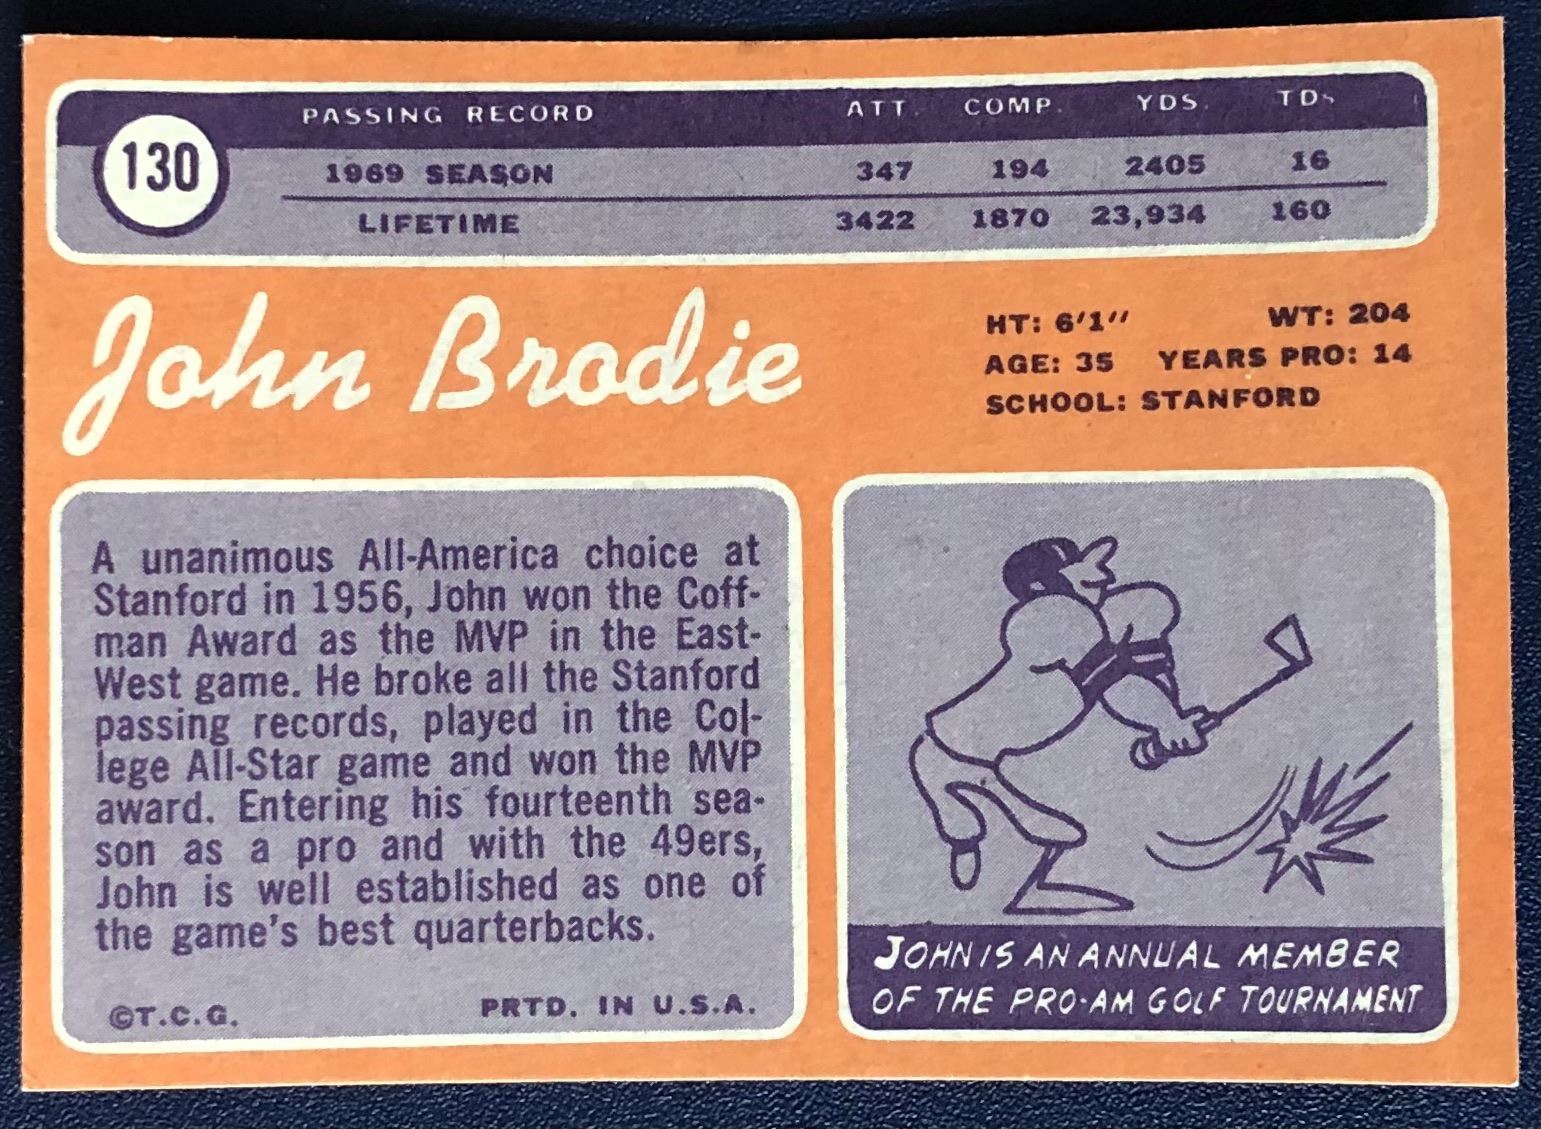 PASSING RECORD ATT. COMP. YDS. TDs
130
1969 SEASON 347 194 2405 16
LIFETIME 3422 1870 23,934 160
John Brodie
HT: 6'1" WT: 204
AGE: 35 YEARS PRO: 14
SCHOOL: STANFORD
A unanimous All-America choice at
Stanford in 1956, John won the Coff-
man Award as the MVP in the East-
West game. He broke all the Stanford
passing records, played in the Col-
lege All-Star game and won the MVP
award. Entering his fourteenth sea-
son as a pro and with the 49ers,
John is well established as one of
the game's best quarterbacks.
©T.C.G. PRTD. IN U.S.A.
JOHN IS AN ANNUAL MEMBER
OF THE PRO-AM GOLF TOURNAMENT